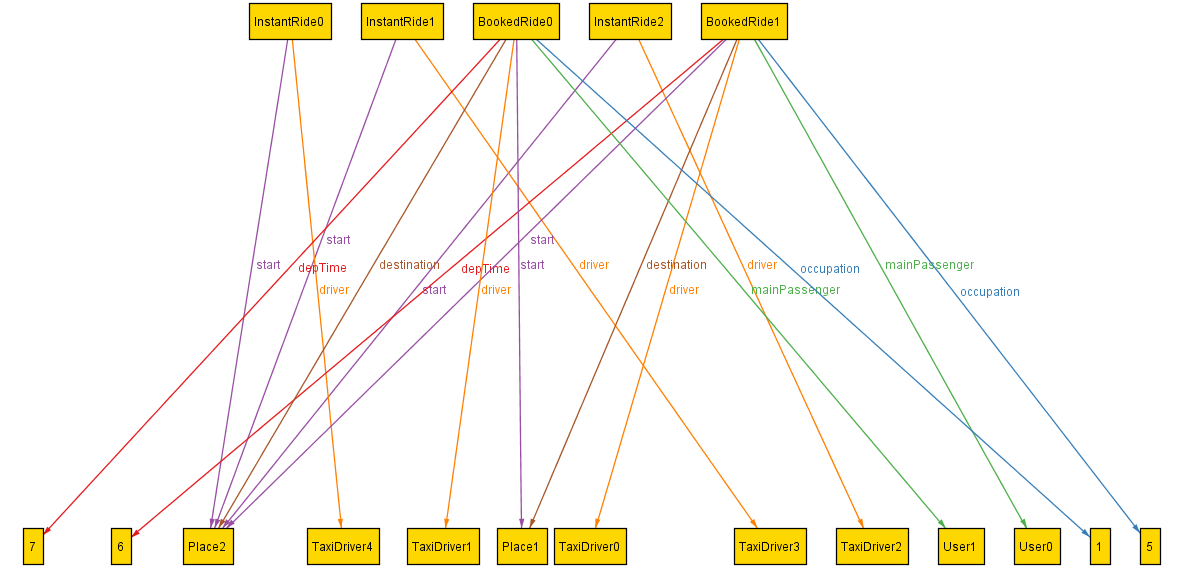 InstantRide0
InstantRide1
BookedRide0
InstantRide2
BookedRide1
start
start
start
depTime
destination
depTime
start
driver
destination
driver
occupation
mainPassenger
driver
start
driver
driver
mainPassenger
occupation
7
6
Place2
TaxiDriver4
TaxiDriver1
Place1
TaxiDriver0
TaxiDriver3
TaxiDriver2
User1
User0
1
5